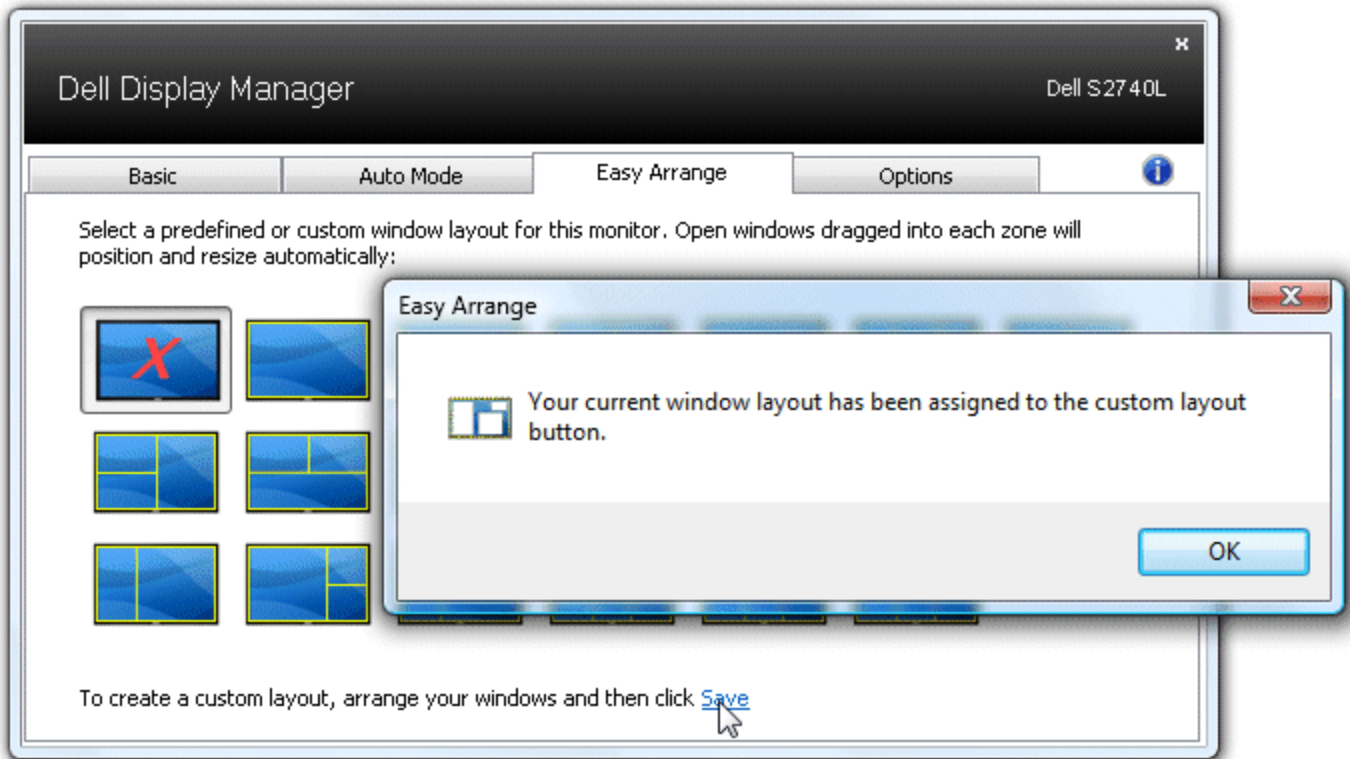 Dell Display Manager
Dell S2740L
Basic
Auto Mode
Easy Arrange
Options
Select a predefined or custom window layout for this monitor. Open windows dragged into each zone will
position and resize automatically:
Easy Arrange
Your current window layout has been assigned to the custom layout
button.
OK
To create a custom layout, arrange your windows and then click Save